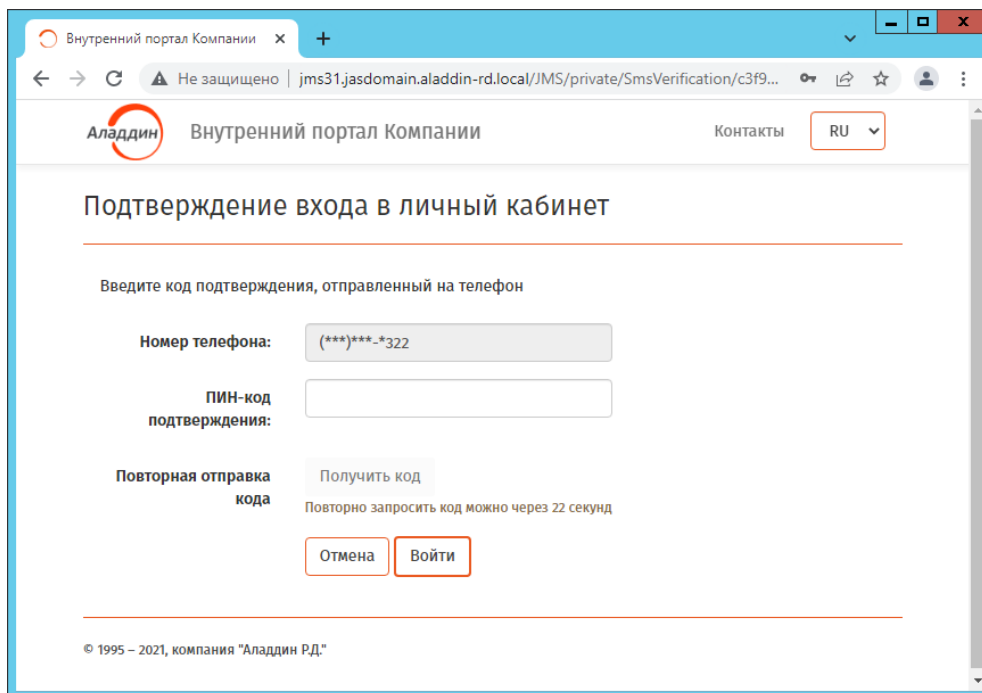 Внутренний портал Компании
Не защищено | jms31.jasdomain.aladdin-rd.local/JMS/private/SmsVerification/c3f9...
Аладдин
Внутренний портал Компании
Контакты
RU
Подтверждение входа в личный кабинет
Введите код подтверждения, отправленный на телефон
Номер телефона:
(***)***-*322
ПИН-код
подтверждения:
Повторная отправка
кода
Получить код
Повторно запросить код можно через 22 секунд
Отмена
Войти
© 1995 – 2021, компания "Аладдин Р.Д."